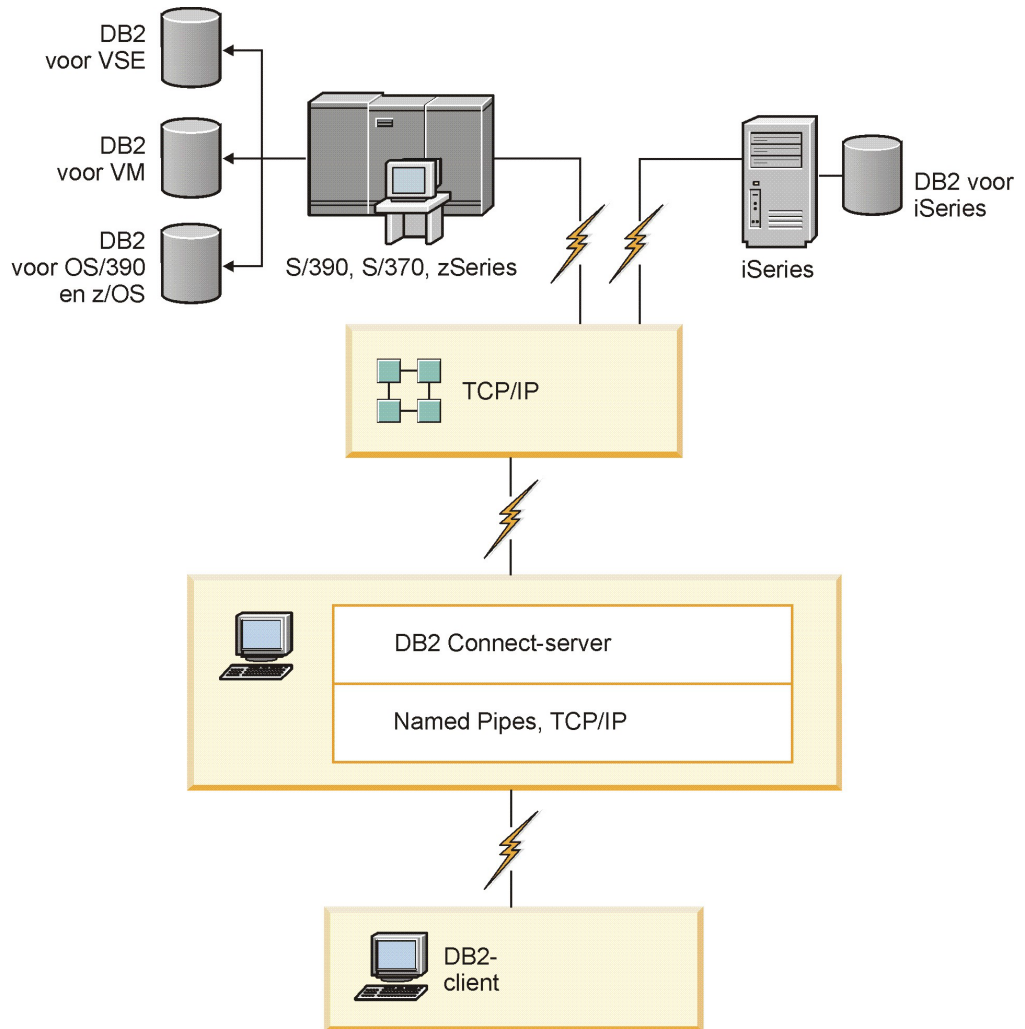 DB2
voor VSE
DB2
voor VM
DB2
voor OS/390
en z/OS
S/390, S/370, zSeries
iSeries
DB2 voor
iSeries
TCP/IP
DB2 Connect-server
Named Pipes, TCP/IP
DB2-
client